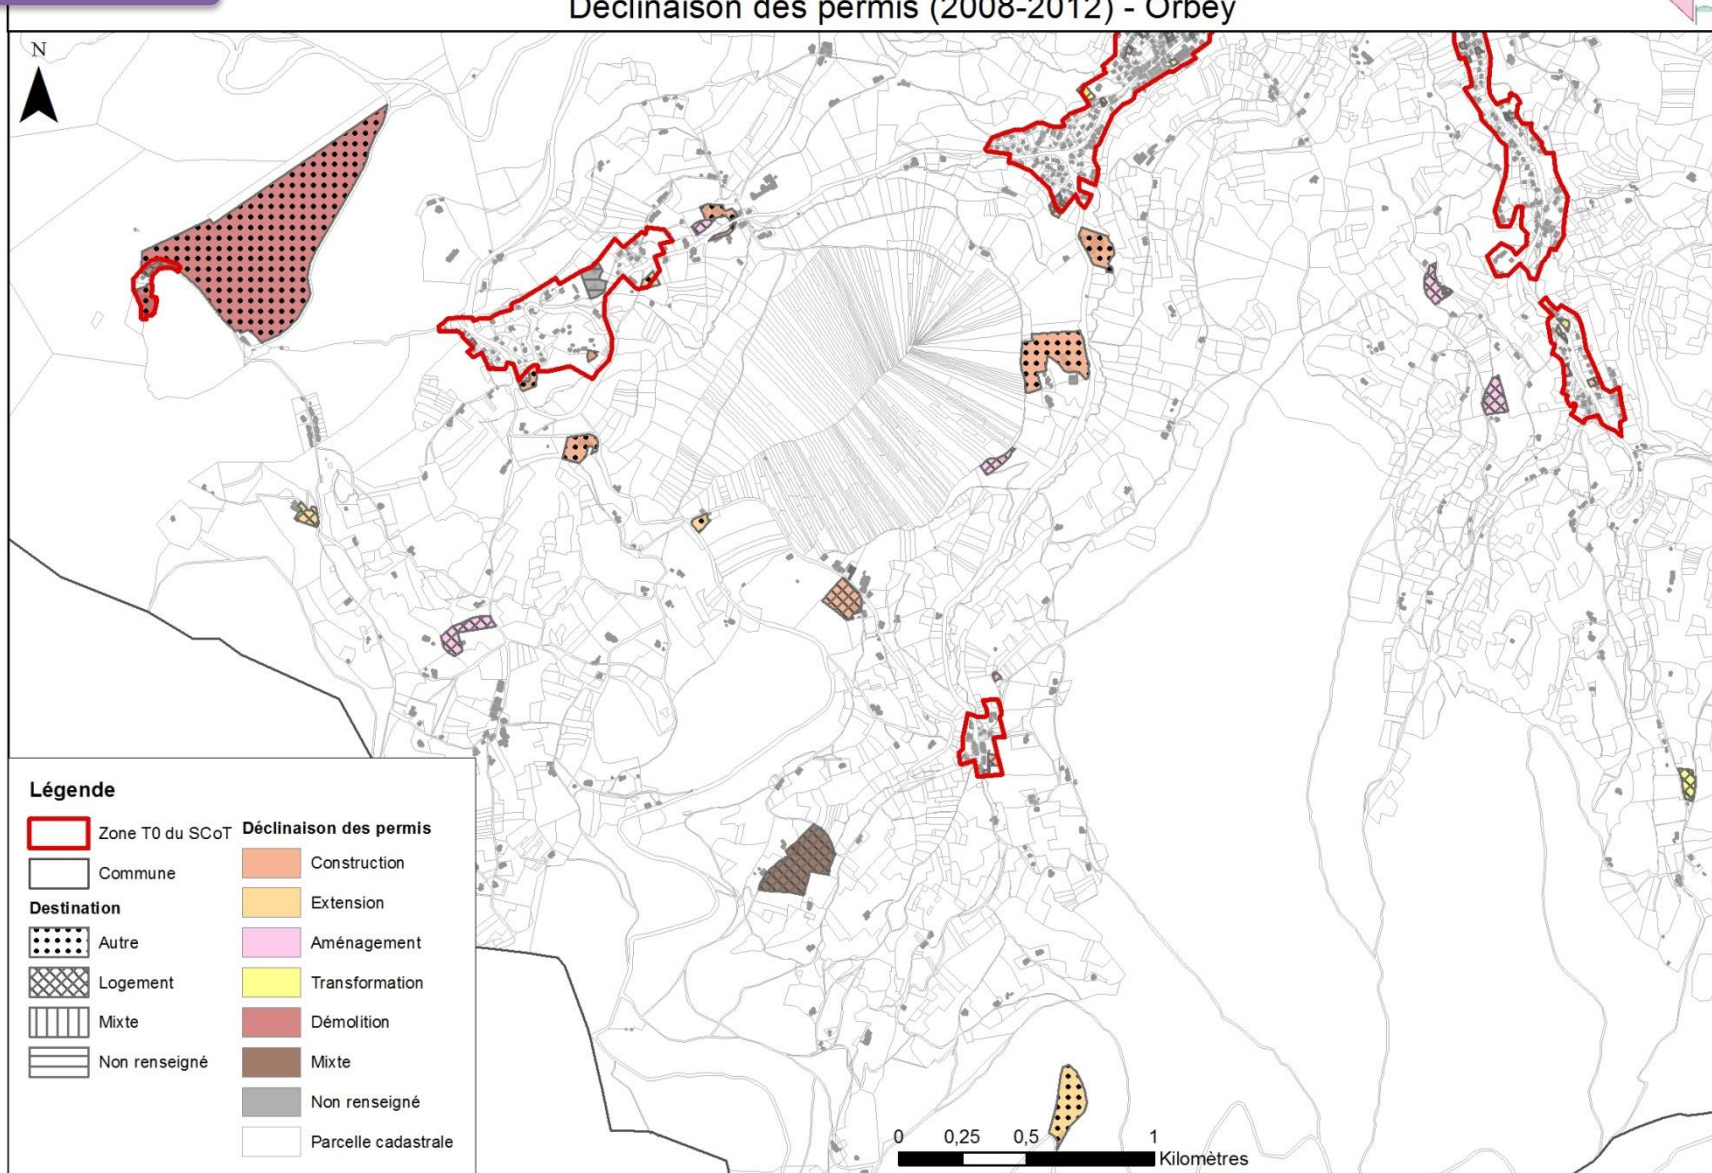 Déclinaison des permis (2008-2012) - Orbey
N
Légende
Zone T0 du SCoT
Commune
Destination
Autre
Logement
Mixte
Non renseigné
Déclinaison des permis
Construction
Extension
Aménagement
Transformation
Démolition
Mixte
Non renseigné
Parcelle cadastrale
0 0,25 0,5 1
Kilomètres